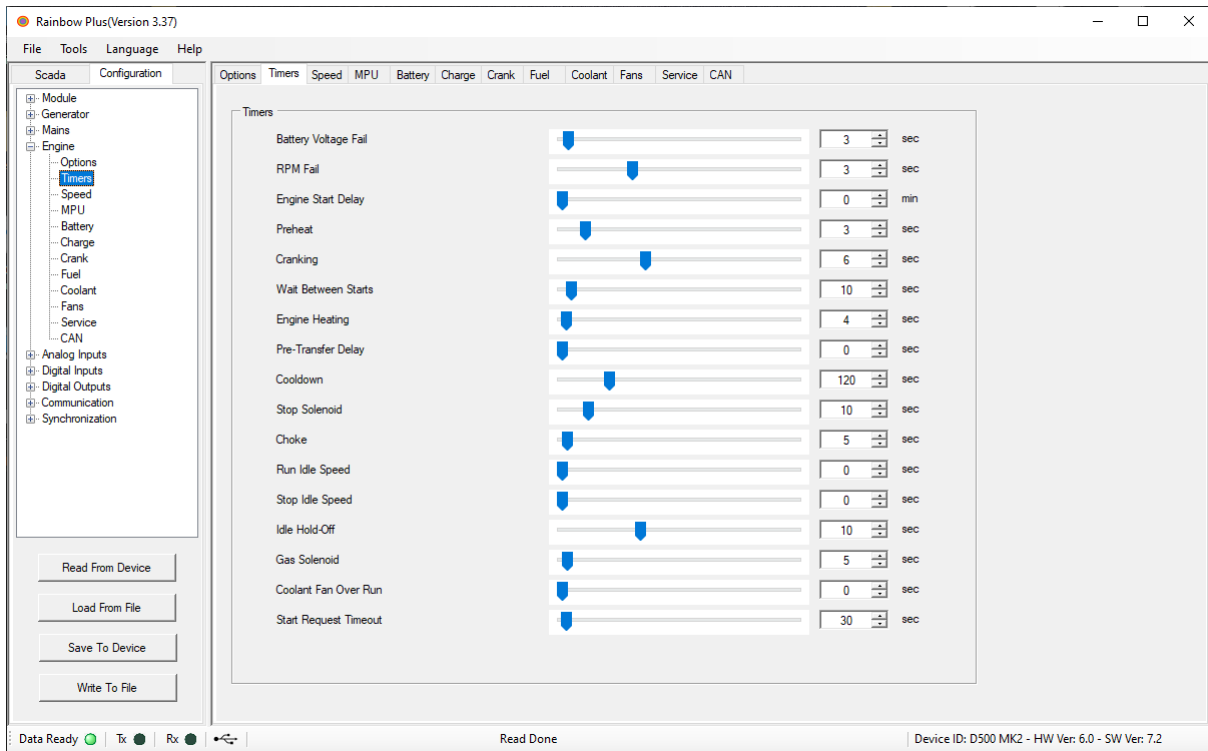 Rainbow Plus(Version 3.37)
File Tools Language Help
Scada Configuration
Module
Generator
Mains
Engine
Options
Timers
Speed
MPU
Battery
Charge
Crank
Fuel
Coolant
Fans
Service
CAN
Analog Inputs
Digital Inputs
Digital Outputs
Communication
Synchronization
Read From Device
Load From File
Save To Device
Write To File
Options Timers Speed MPU Battery Charge Crank Fuel Coolant Fans Service CAN
Timers
Battery Voltage Fail 3 sec
RPM Fail 3 sec
Engine Start Delay 0 min
Preheat 3 sec
Cranking 6 sec
Wait Between Starts 10 sec
Engine Heating 4 sec
Pre-Transfer Delay 0 sec
Cooldown 120 sec
Stop Solenoid 10 sec
Choke 5 sec
Run Idle Speed 0 sec
Stop Idle Speed 0 sec
Idle Hold-Off 10 sec
Gas Solenoid 5 sec
Coolant Fan Over Run 0 sec
Start Request Timeout 30 sec
Data Ready Tx Rx Read Done Device ID: D500 MK2 - HW Ver: 6.0 - SW Ver: 7.2